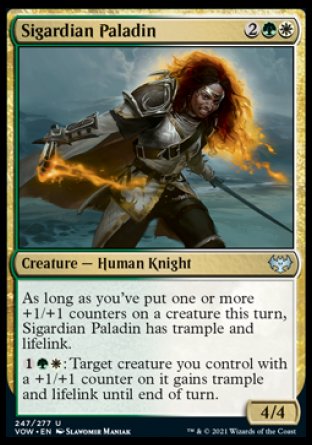 Sigardian Paladin 2
Creature — Human Knight
As long as you've put one or more
+1/+1 counters on a creature this turn,
Sigardian Paladin has trample and
lifelink.
1 :Target creature you control
with a +1/+1 counter on it gains trample
and lifelink until end of turn.
4/4
247/277 U
VOW • EN Slawomir Maniak
™ & © 2021 Wizards of the Coast